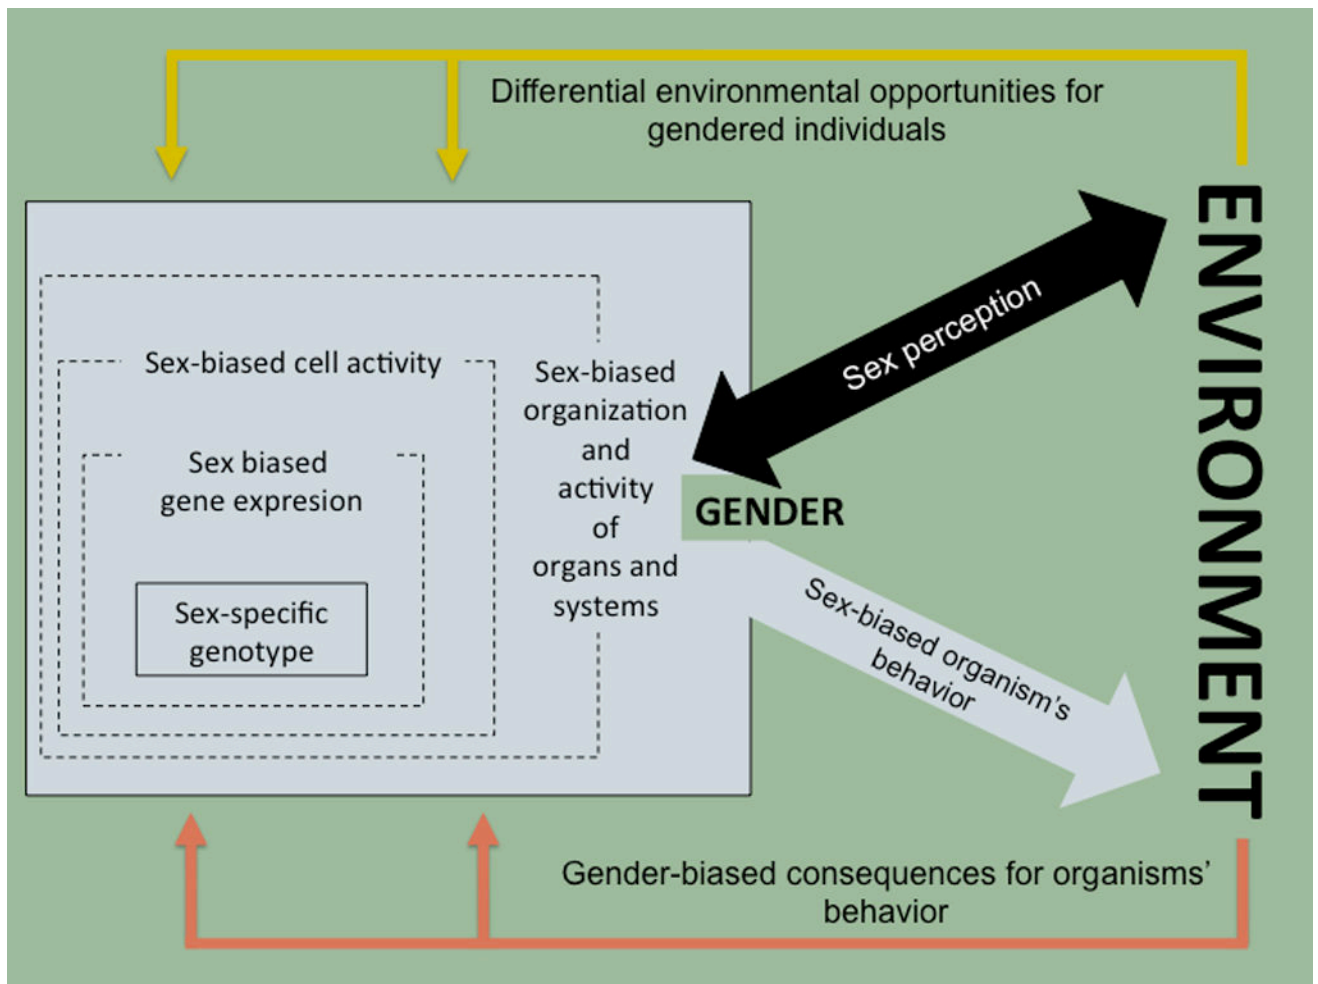 Differential environmental opportunities for
gendered individuals
ENVIRONMENT
Sex perception
Sex-biased cell activity
Sex-biased
organization
and
activity
of
organs and
systems
Sex biased
gene expresion
Sex-specific
genotype
GENDER
Sex-biased organism's
behavior
Gender-biased consequences for organisms'
behavior